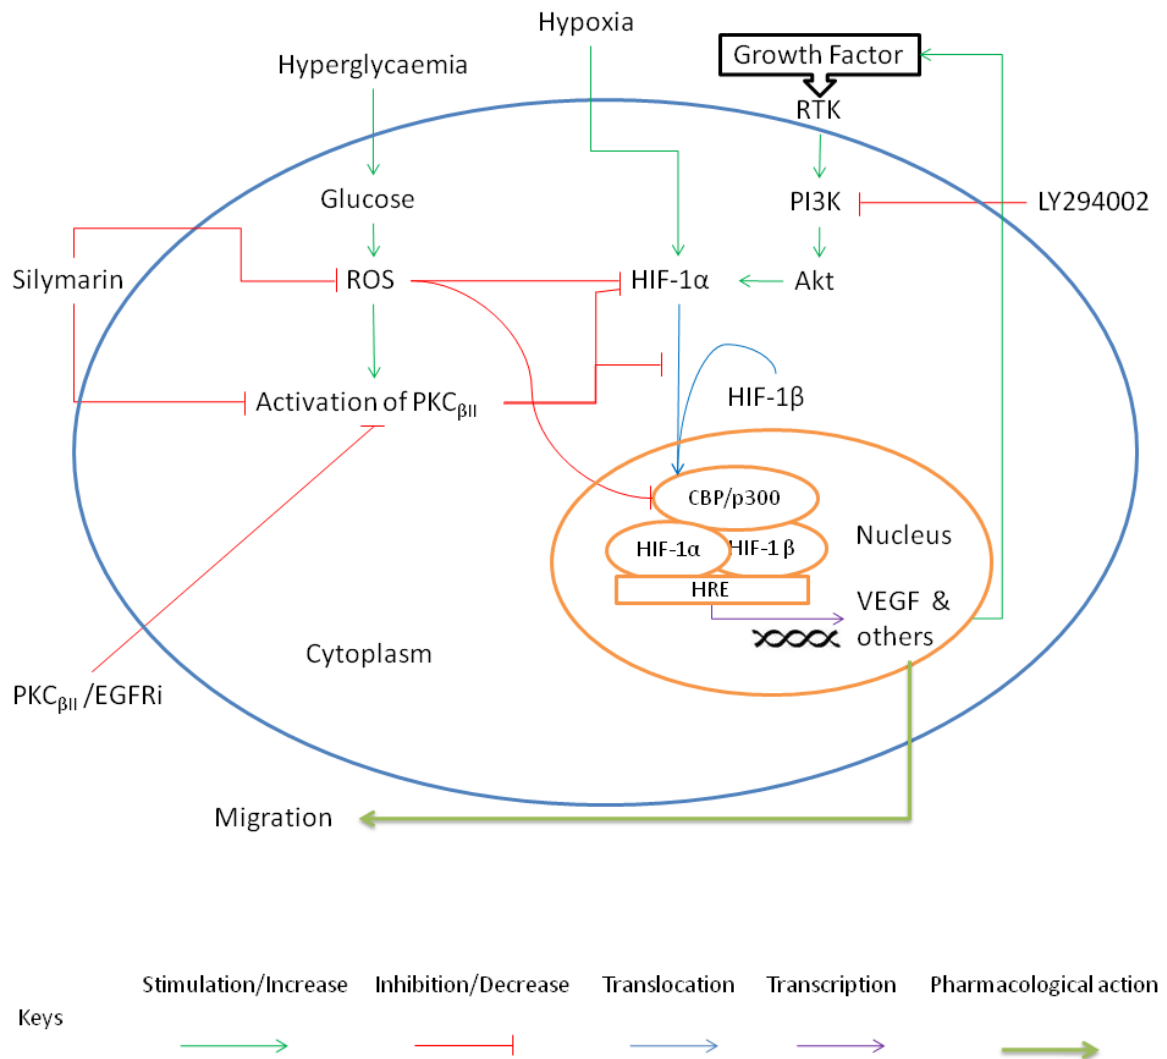 Hypoxia
Hyperglycaemia
Growth Factor
RTK
Glucose
PI3K
LY294002
Silymarin
ROS
HIF-1α
Akt
Activation of PKCβII
HIF-1β
CBP/p300
HIF-1α
HIF-1 β
Nucleus
HRE
VEGF &
others
Cytoplasm
PKCβII /EGFRi
Migration
Stimulation/Increase
Inhibition/Decrease
Translocation
Transcription
Pharmacological action
Keys